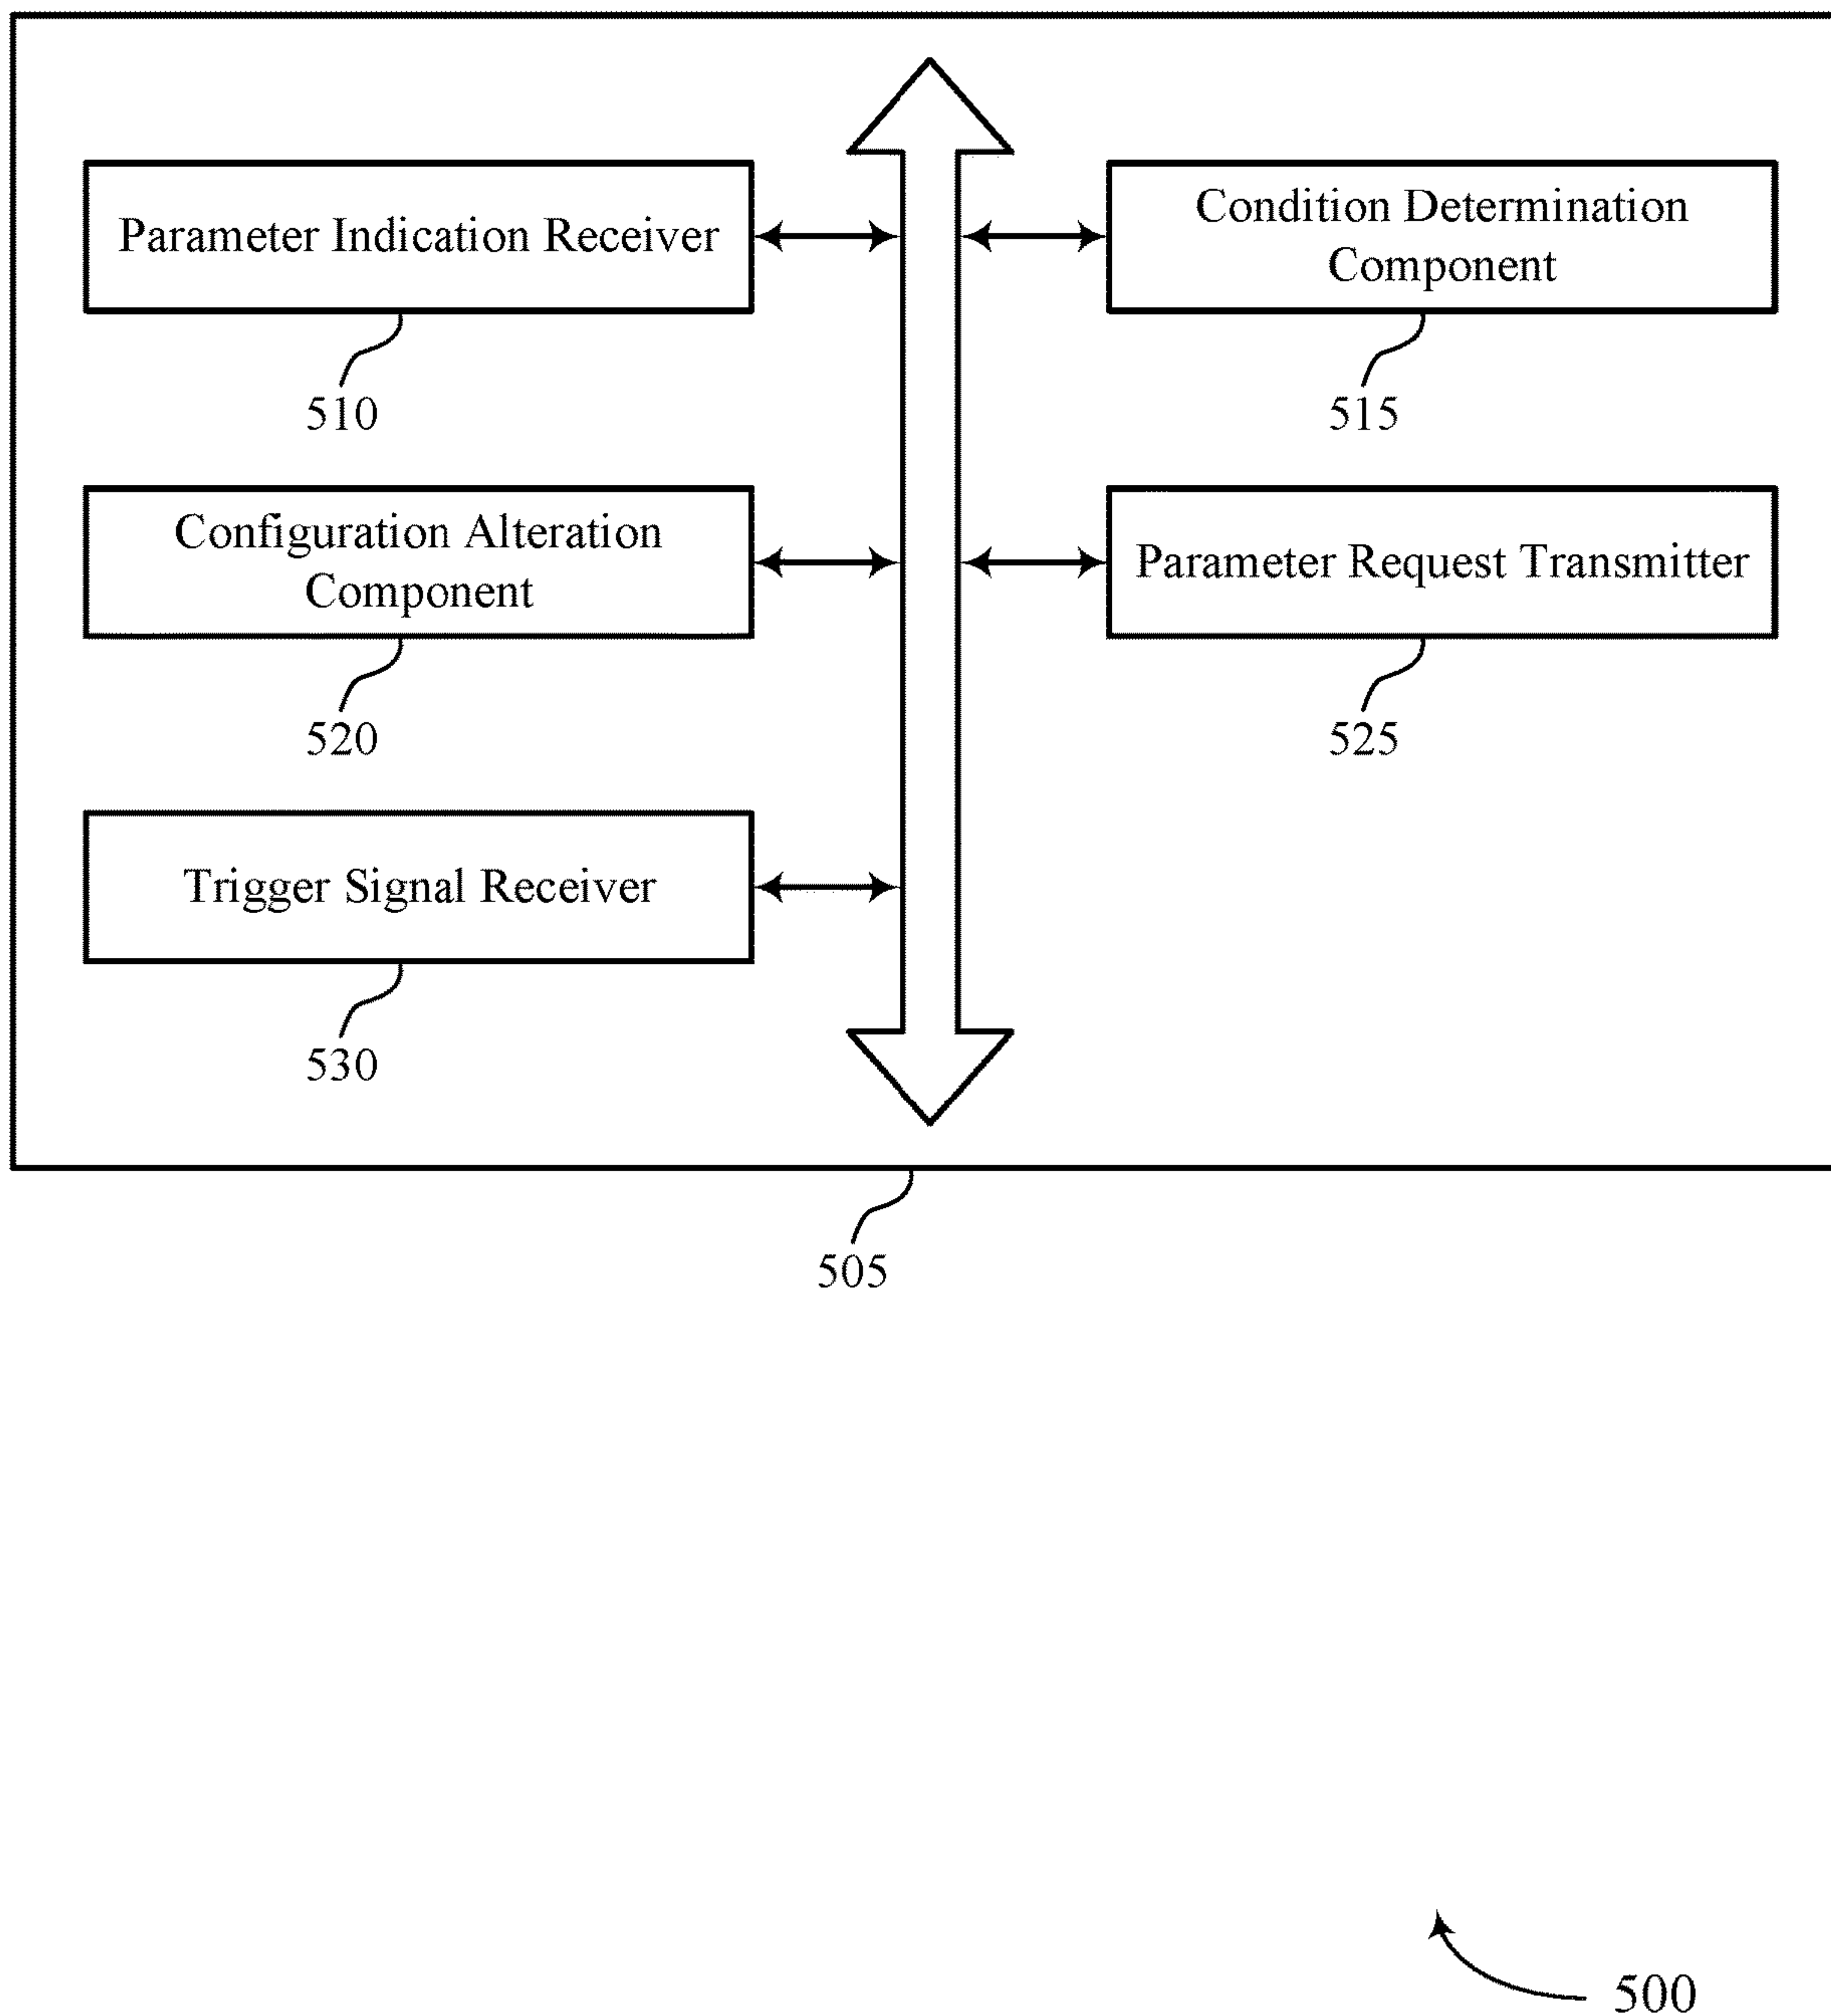 Parameter Indication Receiver
510
Condition Determination
Component
515
Configuration Alteration
Component
520
Parameter Request Transmitter
525
Trigger Signal Receiver
530
505
500